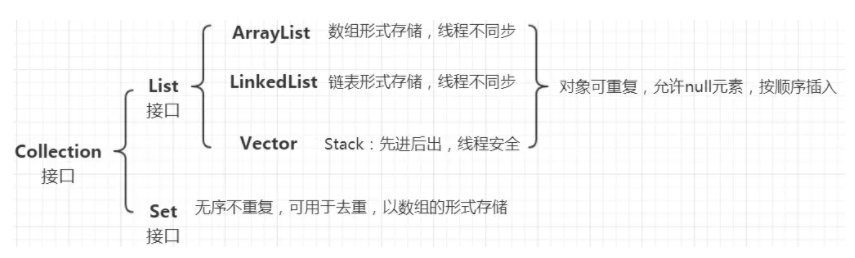 ArrayList 数组形式存储，线程不同步
List
接口
LinkedList 链表形式存储，线程不同步
对象可重复，允许null元素，按顺序插入
Vector Stack：先进后出，线程安全
Collection
接口
Set 无序不重复，可用于去重，以数组的形式存储
接口